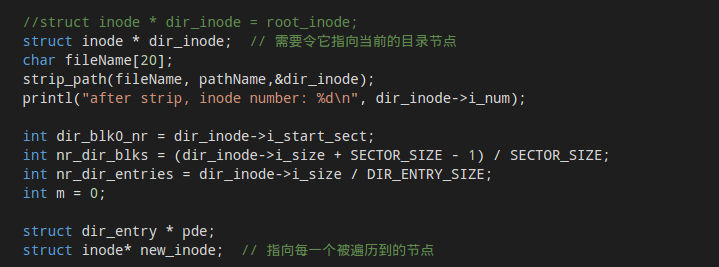 //struct inode * dir_inode = root_inode;
struct inode * dir_inode;  // 需要令它指向当前的目录节点
char fileName[20];
strip_path(fileName, pathName,&dir_inode);
printl("after strip, inode number: %d\n", dir_inode->i_num);
int dir_blk0_nr = dir_inode->i_start_sect;
int nr_dir_blks = (dir_inode->i_size + SECTOR_SIZE - 1) / SECTOR_SIZE;
int nr_dir_entries = dir_inode->i_size / DIR_ENTRY_SIZE;
int m = 0;
struct dir_entry * pde;
struct inode* new_inode;  // 指向每一个被遍历到的节点